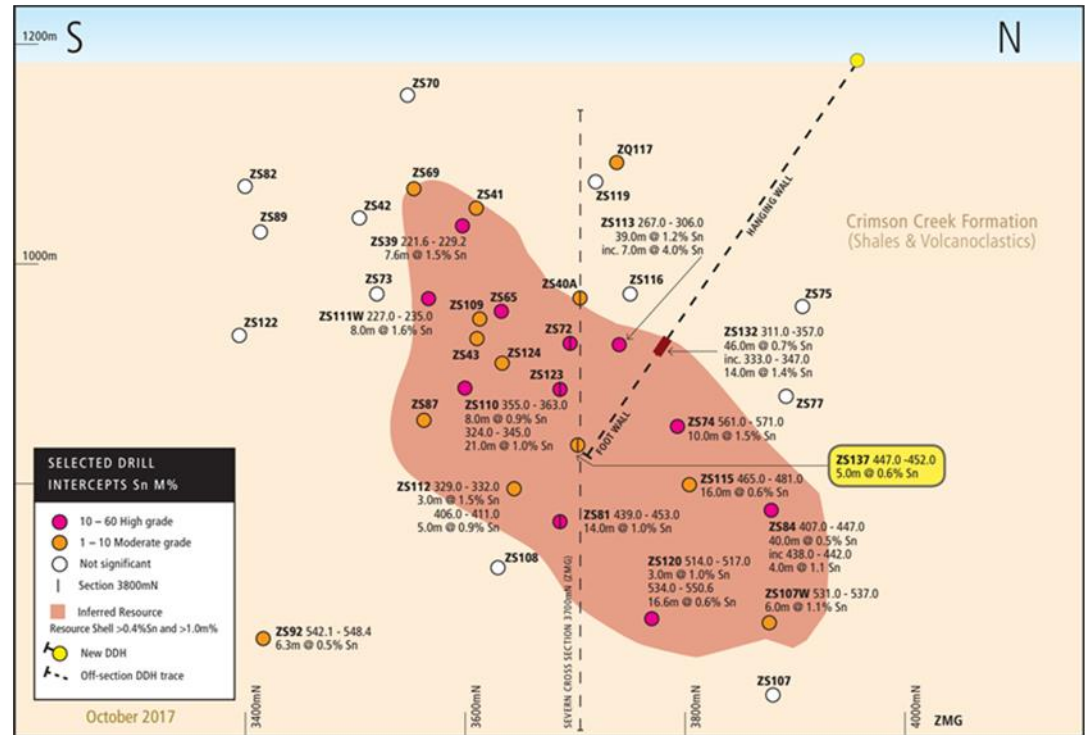 1200m
S
N
ZS70
ZQ117
ZS82
ZS69
ZS41
ZS119
ZS89
ZS42
ZS113 267.0 - 306.0
39.0m @ 1.2% Sn
inc. 7.0m @ 4.0% Sn
HANGING WALL
Crimson Creek Formation
(Shales & Volcanoclastics)
ZS39 221.6 - 229.2
7.6m @ 1.5% Sn
1000m
ZS73
ZS40A
ZS116
ZS75
ZS109
ZS65
ZS111W 227.0 - 235.0
8.0m @ 1.6% Sn
ZS122
ZS72
ZS132 311.0 -357.0
46.0m @ 0.7% Sn
inc. 333.0 - 347.0
14.0m @ 1.4% Sn
ZS43
ZS124
ZS123
ZS77
ZS87
ZS110 355.0 - 363.0
8.0m @ 0.9% Sn
324.0 - 345.0
21.0m @ 1.0% Sn
ZS74 561.0 - 571.0
10.0m @ 1.5% Sn
FOOT WALL
ZS137 447.0 -452.0
5.0m @ 0.6% Sn
ZS112 329.0 - 332.0
3.0m @ 1.5% Sn
406.0 - 411.0
5.0m @ 0.9% Sn
ZS115 465.0 - 481.0
16.0m @ 0.6% Sn
ZS81 439.0 - 453.0
14.0m @ 1.0% Sn
ZS84 407.0 - 447.0
40.0m @ 0.5% Sn
inc 438.0 - 442.0
4.0m @ 1.1 Sn
ZS108
ZS120 514.0 - 517.0
3.0m @ 1.0% Sn
534.0 - 550.6
16.6m @ 0.6% Sn
ZS107W 531.0 - 537.0
6.0m @ 1.1% Sn
ZS92 542.1 - 548.4
6.3m @ 0.5% Sn
ZS107
SEVERN CROSS SECTION 3700mN (ZMG)
SELECTED DRILL
INTERCEPTS Sn M%
10 – 60 High grade
1 – 10 Moderate grade
Not significant
Section 3800mN
Inferred Resource
Resource Shell >0.4%Sn and >1.0m%
New DDH
Off-section DDH trace
October 2017
3400mN
3600mN
3800mN
4000mN
ZMG